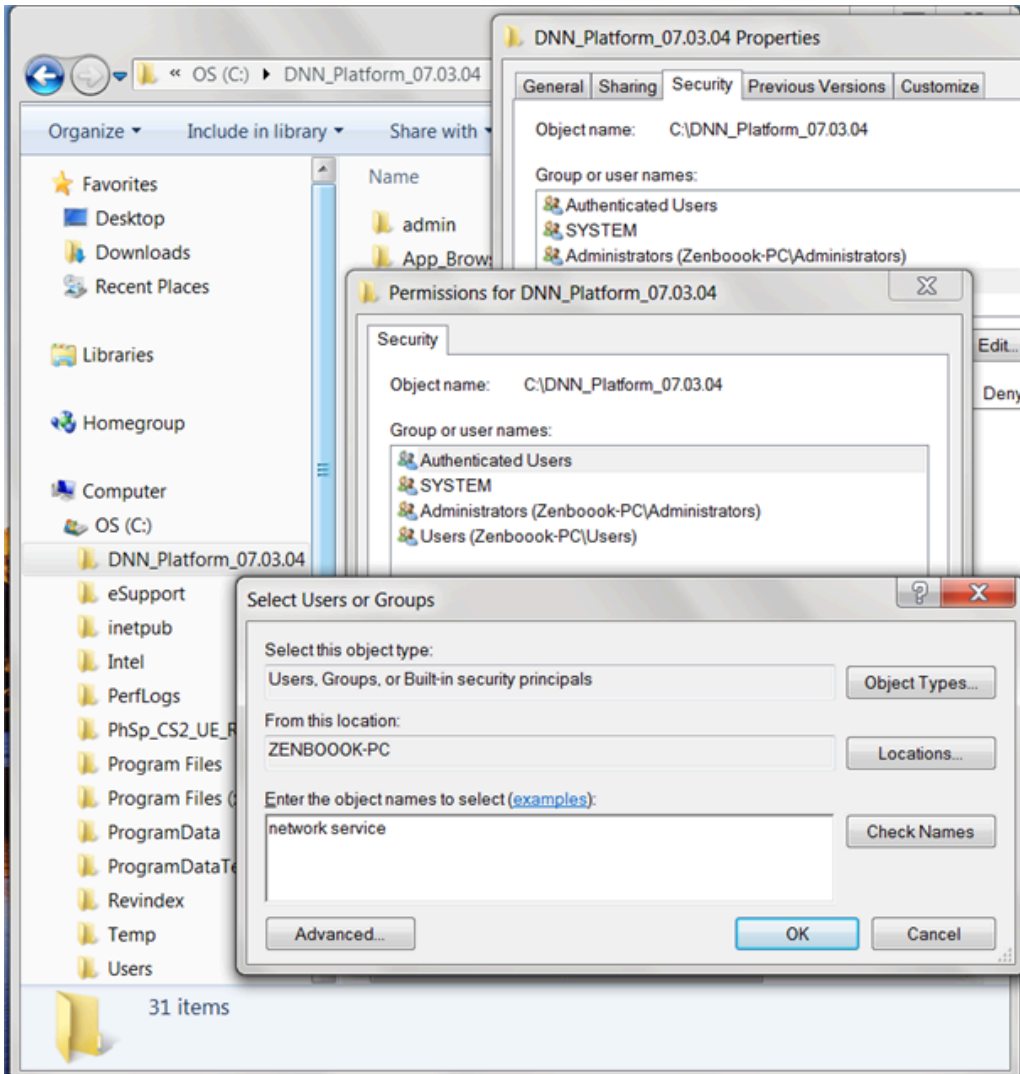 DNN_Platform_07.03.04 Properties
« OS (C:) ▸ DNN_Platform_07.03.04
General Sharing Security Previous Versions Customize
Organize Include in library Share with
Object name: C:\DNN_Platform_07.03.04
Group or user names:
Authenticated Users
SYSTEM
Administrators (Zenboook-PC\Administrators)
Edit...
Deny
Favorites
Desktop
Downloads
Recent Places
Libraries
Homegroup
Computer
OS (C:)
DNN_Platform_07.03.04
eSupport
inetpub
Intel
PerfLogs
PhSp_CS2_UE_R
Program Files
Program Files (
ProgramData
ProgramDataTe
Revindex
Temp
Users
Name
admin
App_Brow
Permissions for DNN_Platform_07.03.04
Security
Object name: C:\DNN_Platform_07.03.04
Group or user names:
Authenticated Users
SYSTEM
Administrators (Zenboook-PC\Administrators)
Users (Zenboook-PC\Users)
Select Users or Groups
Select this object type:
Users, Groups, or Built-in security principals
Object Types...
From this location:
ZENBOOOK-PC
Locations...
Enter the object names to select (examples):
network service
Check Names
Advanced...
OK
Cancel
31 items